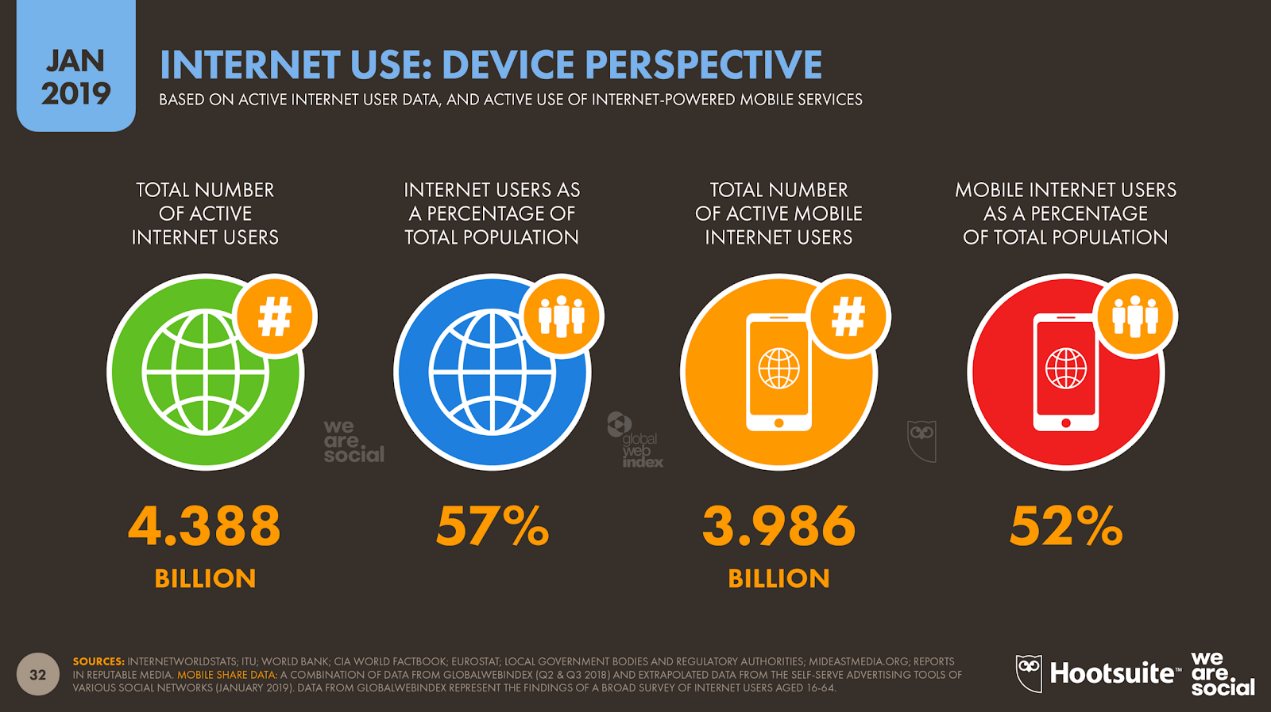 JAN
2019
INTERNET USE: DEVICE PERSPECTIVE
BASED ON ACTIVE INTERNET USER DATA, AND ACTIVE USE OF INTERNET-POWERED MOBILE SERVICES
TOTAL NUMBER
OF ACTIVE
INTERNET USERS
#
4.388
BILLION
INTERNET USERS AS
A PERCENTAGE OF
TOTAL POPULATION
57%
TOTAL NUMBER
OF ACTIVE MOBILE
INTERNET USERS
#
3.986
BILLION
MOBILE INTERNET USERS
AS A PERCENTAGE
OF TOTAL POPULATION
52%
we
are.
social
global
web
index
32
SOURCES: INTERNETWORLDSTATS; ITU; WORLD BANK; CIA WORLD FACTBOOK; EUROSTAT; LOCAL GOVERNMENT BODIES AND REGULATORY AUTHORITIES; MIDEASTMEDIA.ORG; REPORTS
IN REPUTABLE MEDIA. MOBILE SHARE DATA: A COMBINATION OF DATA FROM GLOBALWEBINDEX (Q2 & Q3 2018) AND EXTRAPOLATED DATA FROM THE SELF-SERVE ADVERTISING TOOLS OF
VARIOUS SOCIAL NETWORKS (JANUARY 2019). DATA FROM GLOBALWEBINDEX REPRESENT THE FINDINGS OF A BROAD SURVEY OF INTERNET USERS AGED 16-64.
Hootsuite™
we
are.
social